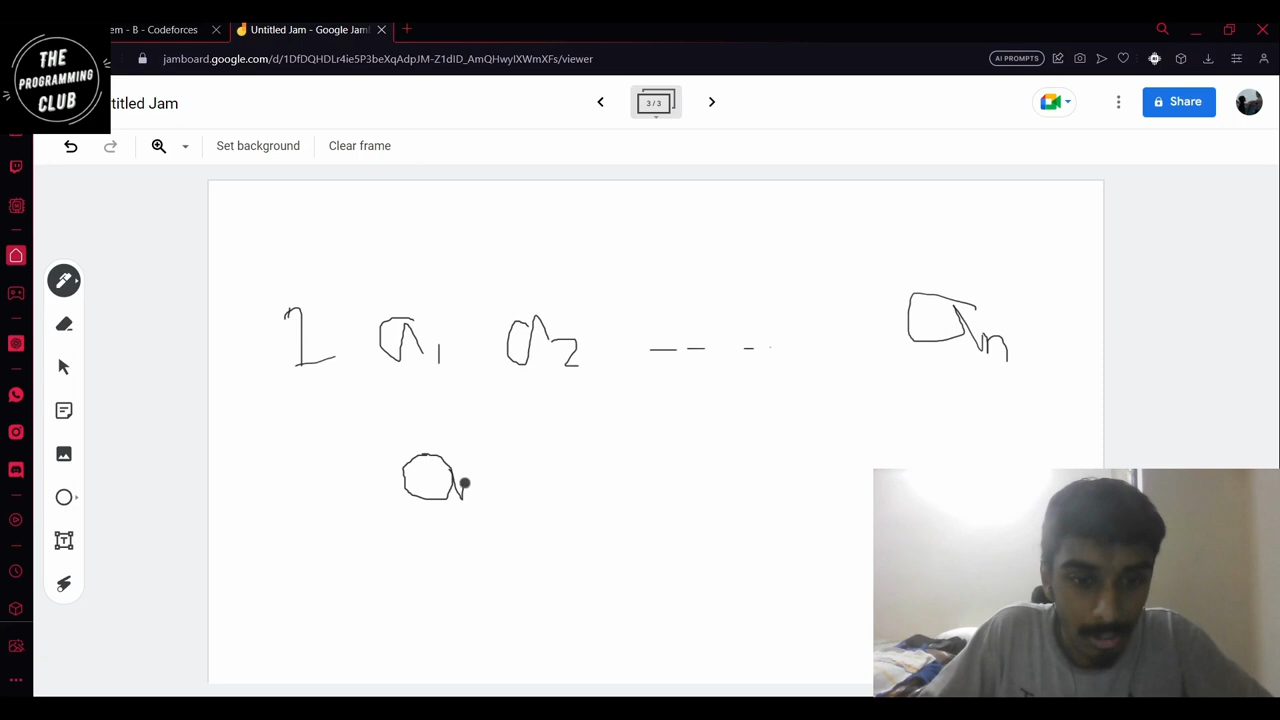 THE
PROGRAMMING
CLUB
em - B - Codeforces
Untitled Jam - Google Jam
jamboard.google.com/d/1DfDQHDLr4ie5P3beXqAdpJM-Z1dID_AmQHwyIXWmXFs/viewer
AI PROMPTS
titled Jam
3 / 3
Share
Set background
Clear frame
1 a1 a2 -- - an
a